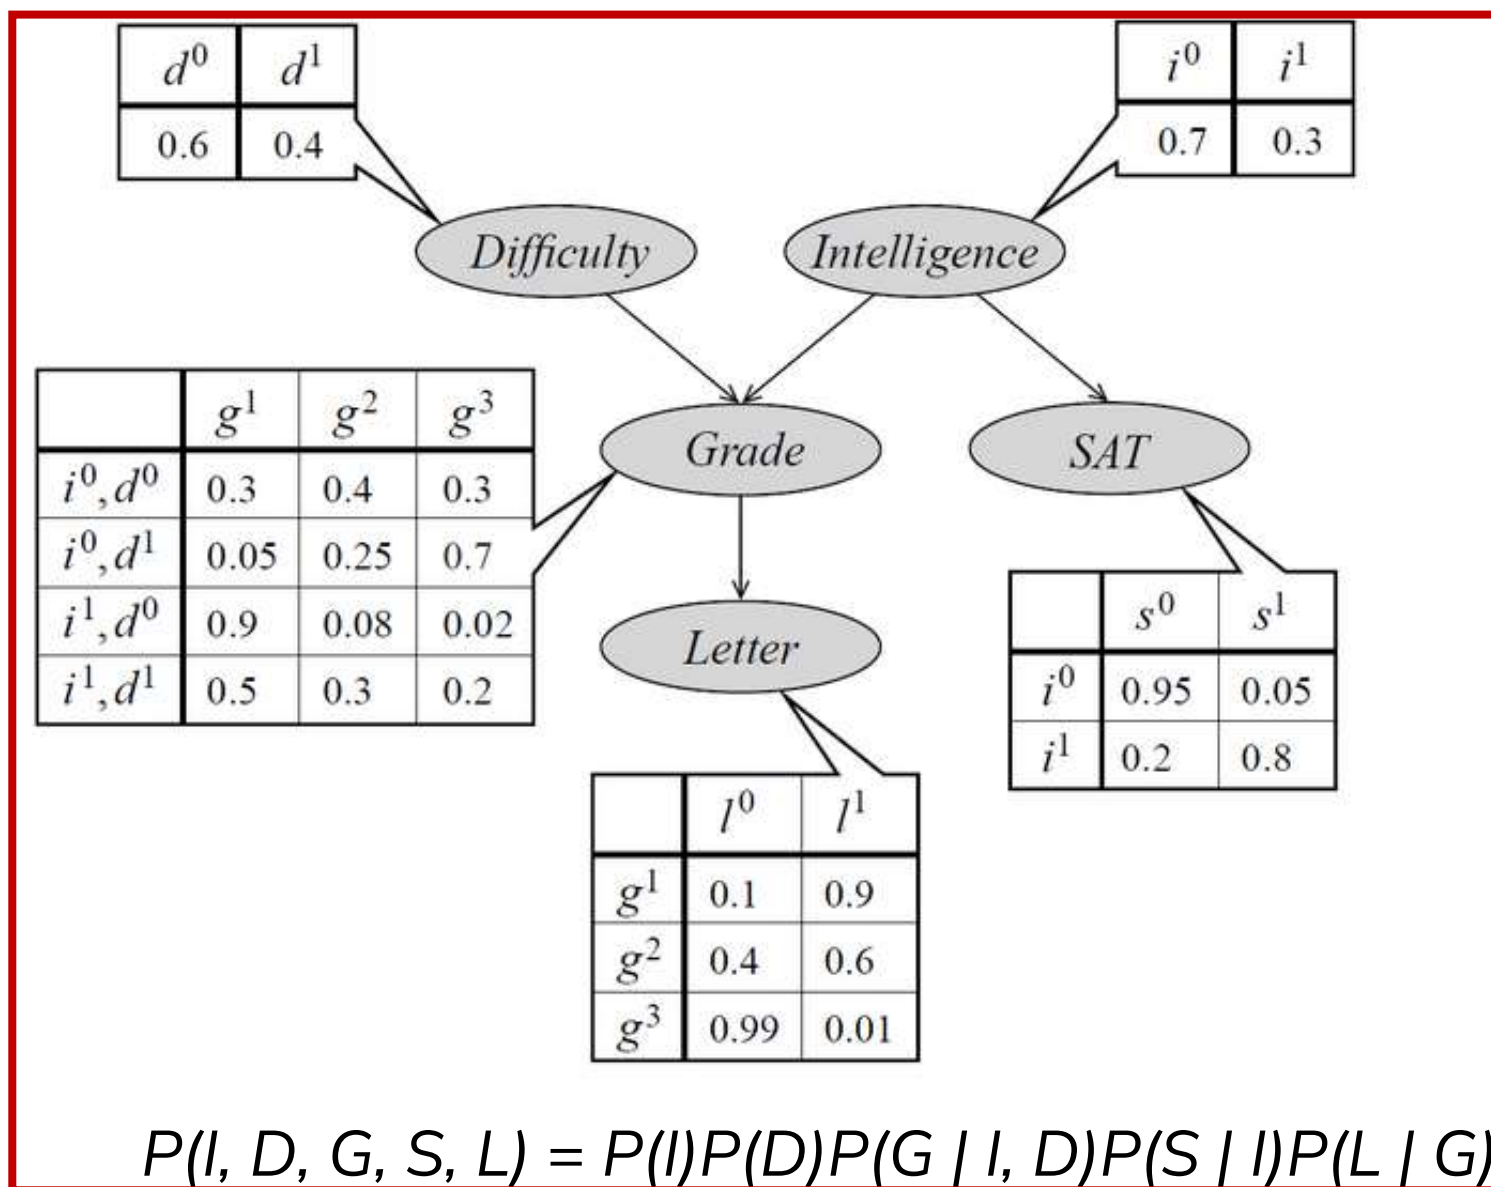 d⁰ d¹
0.6 0.4
i⁰ i¹
0.7 0.3
Difficulty
Intelligence
g¹ g² g³
i⁰,d⁰ 0.3 0.4 0.3
i⁰,d¹ 0.05 0.25 0.7
i¹,d⁰ 0.9 0.08 0.02
i¹,d¹ 0.5 0.3 0.2
Grade
SAT
Letter
s⁰ s¹
i⁰ 0.95 0.05
i¹ 0.2 0.8
l⁰ l¹
g¹ 0.1 0.9
g² 0.4 0.6
g³ 0.99 0.01
P(I, D, G, S, L) = P(I)P(D)P(G | I, D)P(S | I)P(L | G)